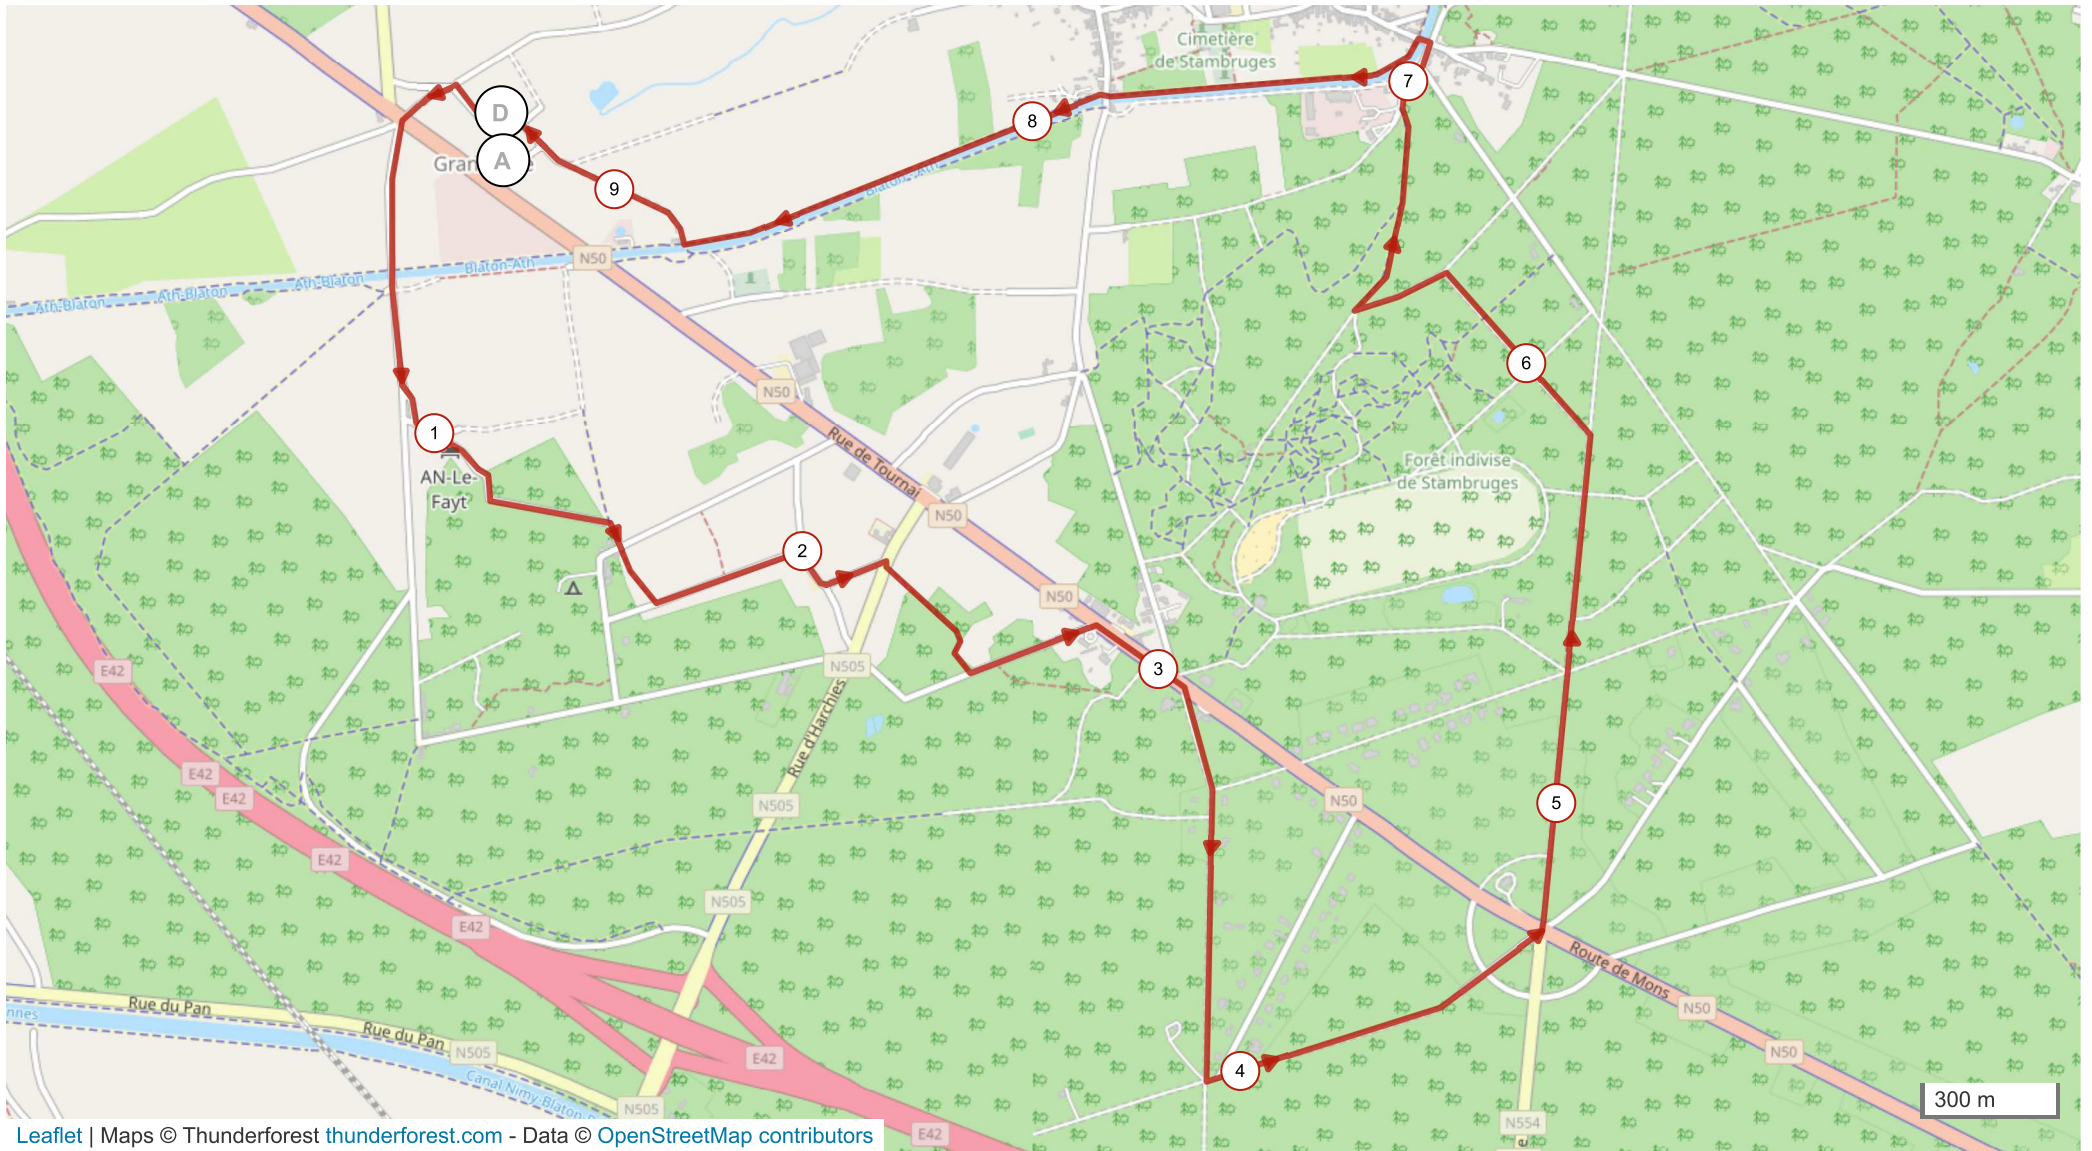 Cimetière
de Stambruges
7
D
8
A
9
Blaton-Ath
N50
Blaton-Ath
Ath-Blaton
Ath-Blaton
Ath-Blaton
6
N50
1
Rue de Tournai
AN-Le-
Fayt
Forêt indivise
de Stambruges
N50
2
N50
3
N505
E42
Rue d'Harchies
E42
E42
N505
N50
5
E42
N505
E42
Route de Mons
N50
Rue du Pan
Rue du Pan
N505
N50
E42
4
Canal Nimy-Blaton-
N505
N554
E42
300 m
Leaflet | Maps © Thunderforest thunderforest.com - Data © OpenStreetMap contributors